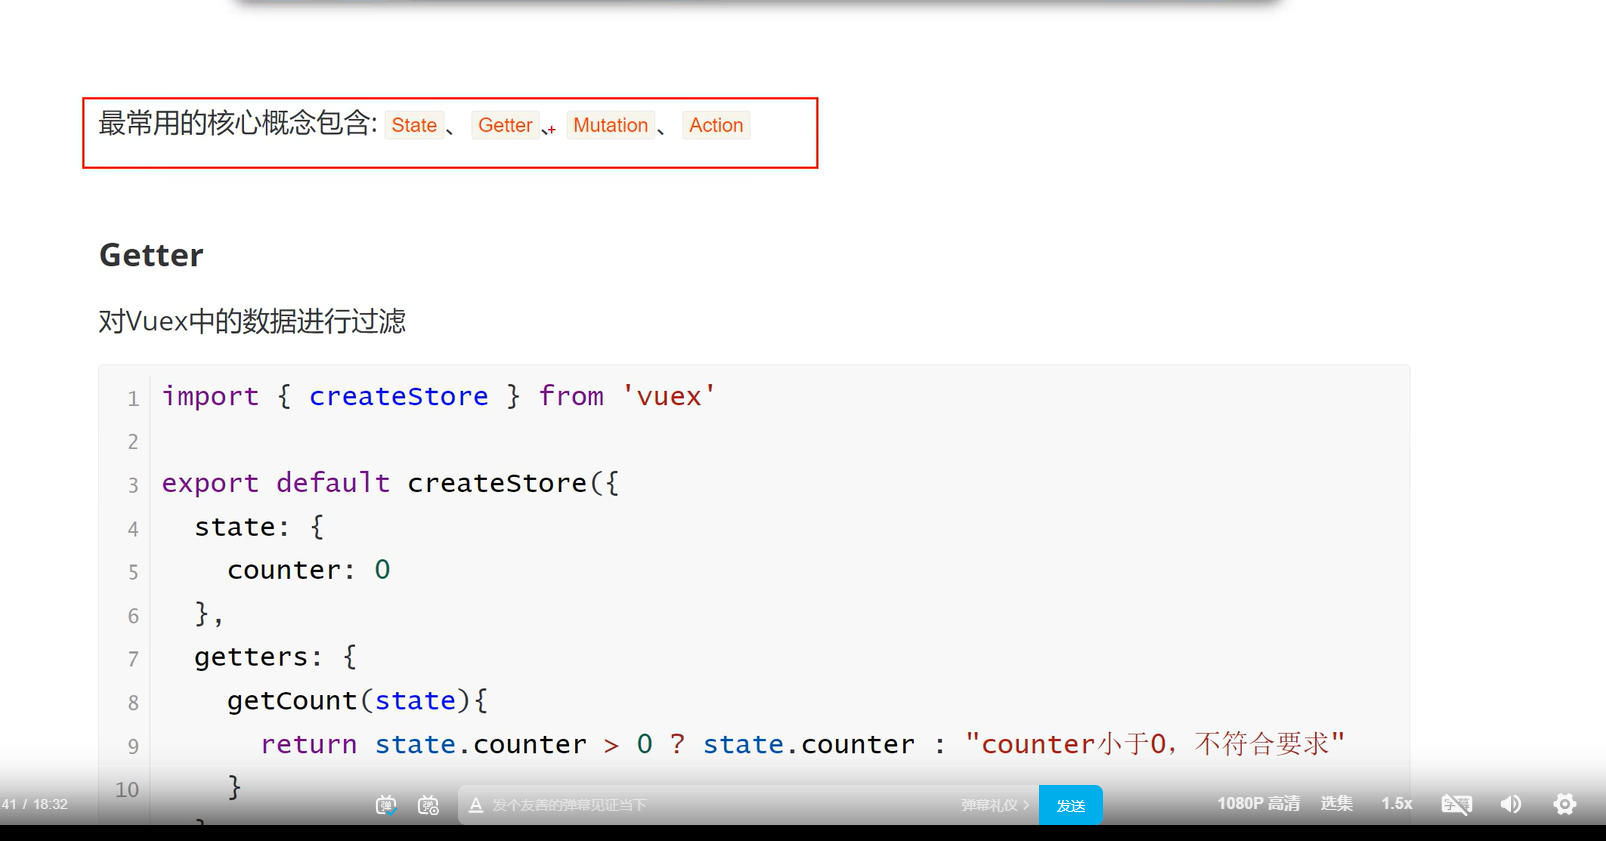 最常用的核心概念包含: State 、 Getter 、 Mutation 、 Action
Getter
对Vuex中的数据进行过滤
1 import { createStore } from 'vuex'
2
3 export default createStore({
4 state: {
5 counter: 0
6 },
7 getters: {
8 getCount(state){
9 return state.counter > 0 ? state.counter : "counter小于0，不符合要求"
10 }
41 / 18:32 弹 弹 A 发个友善的弹幕见证当下 弹幕礼仪 > 发送 1080P 高清 选集 1.5x 字幕